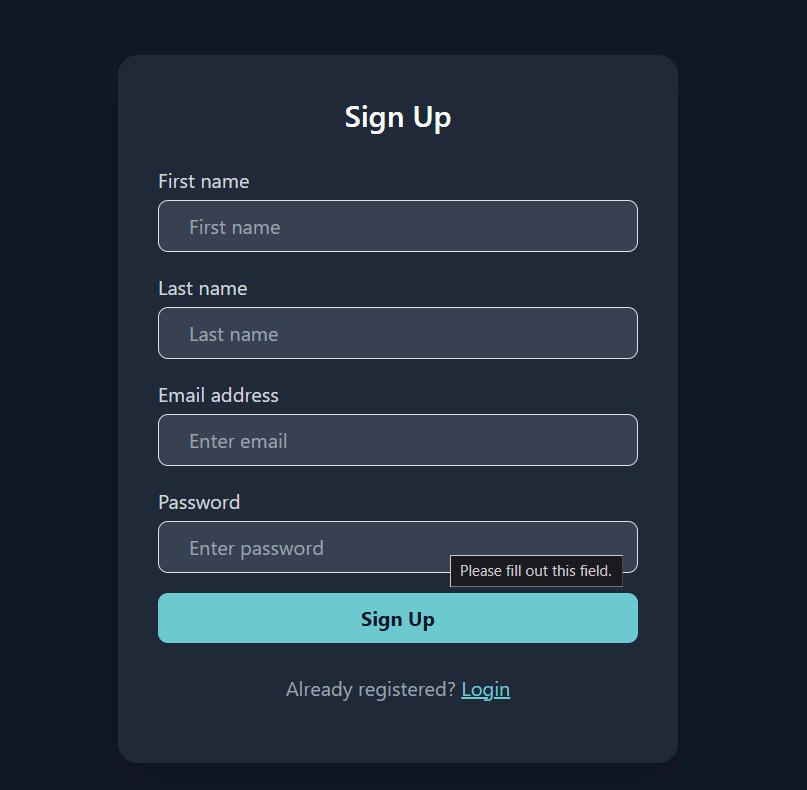 Sign Up
First name
First name
Last name
Last name
Email address
Enter email
Password
Enter password
Please fill out this field.
Sign Up
Already registered? Login